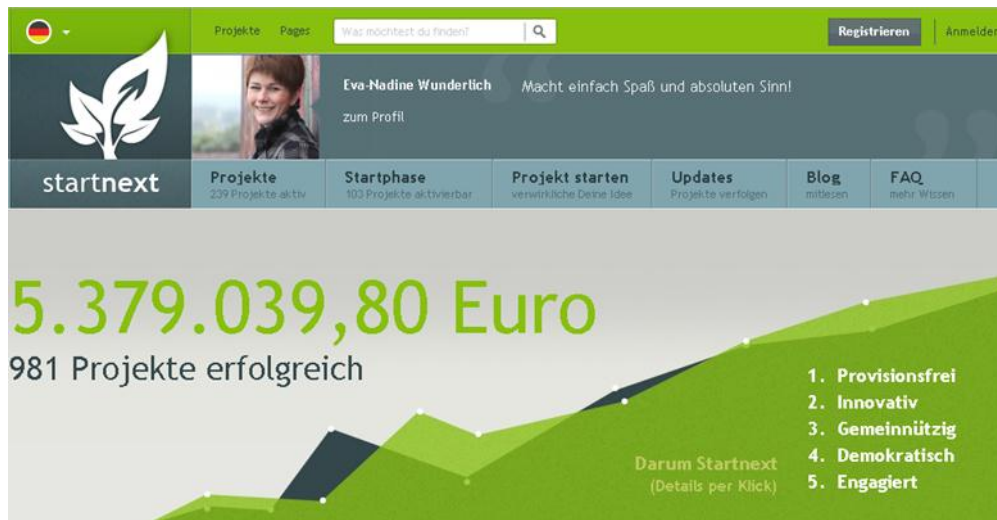 Projekte Pages Was möchtest du finden? Registrieren Anmelden
Eva-Nadine Wunderlich Macht einfach Spaß und absoluten Sinn!
zum Profil
startnext
Projekte Startphase Projekt starten Updates Blog FAQ
239 Projekte aktiv 103 Projekte aktivierbar verwirkliche Deine Idee Projekte verfolgen mitlesen mehr Wissen
5.379.039,80 Euro
981 Projekte erfolgreich
1. Provisionsfrei
2. Innovativ
3. Gemeinnützig
4. Demokratisch
5. Engagiert
Darum Startnext
(Details per Klick)